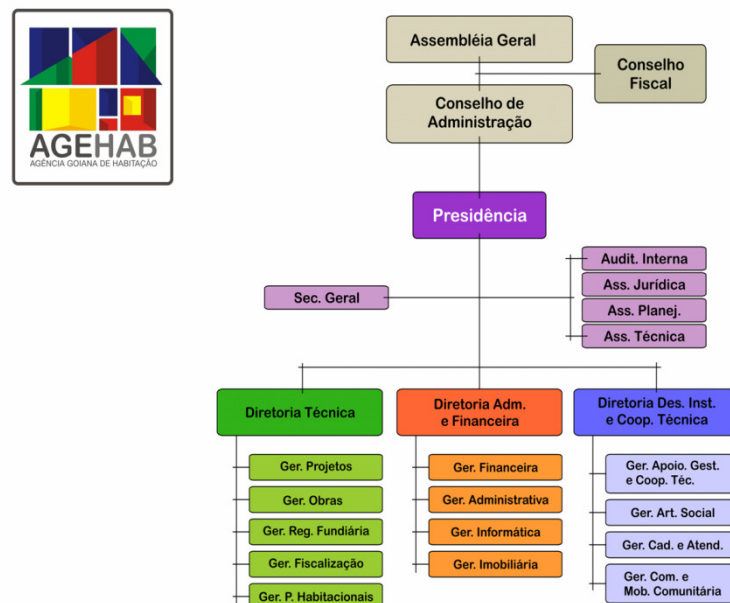 AGEHAB
AGÊNCIA GOIANA DE HABITAÇÃO
Assembléia Geral
Conselho
Fiscal
Conselho de
Administração
Presidência
Sec. Geral
Audit. Interna
Ass. Jurídica
Ass. Planej.
Ass. Técnica
Diretoria Técnica
Ger. Projetos
Ger. Obras
Ger. Reg. Fundiária
Ger. Fiscalização
Ger. P. Habitacionais
Diretoria Adm.
e Financeira
Ger. Financeira
Ger. Administrativa
Ger. Informática
Ger. Imobiliária
Diretoria Des. Inst.
e Coop. Técnica
Ger. Apoio. Gest.
e Coop. Téc.
Ger. Art. Social
Ger. Cad. e Atend.
Ger. Com. e
Mob. Comunitária